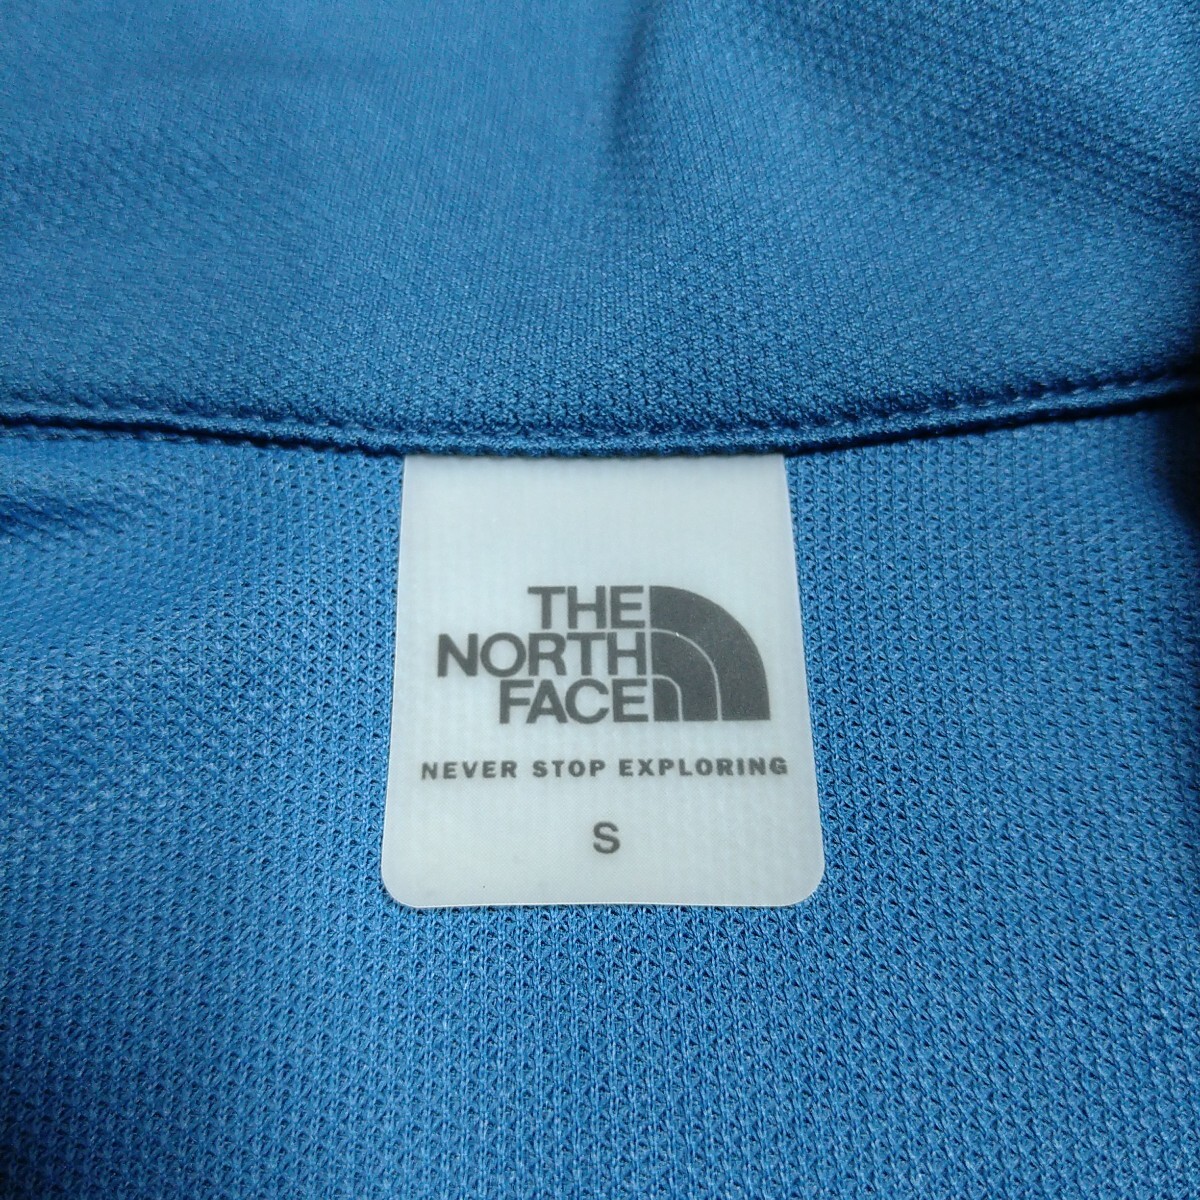 THE
NORTH
FACE
NEVER STOP EXPLORING
S